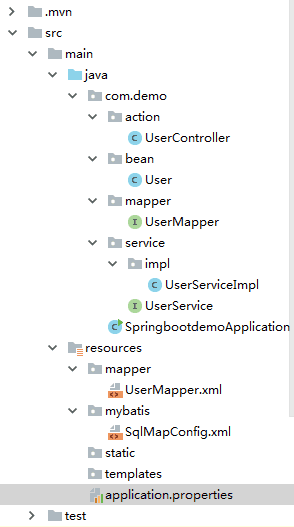 .mvn
src
main
java
com.demo
action
UserController
bean
User
mapper
UserMapper
service
impl
UserServiceImpl
UserService
SpringbootdemoApplication
resources
mapper
UserMapper.xml
mybatis
SqlMapConfig.xml
static
templates
application.properties
test